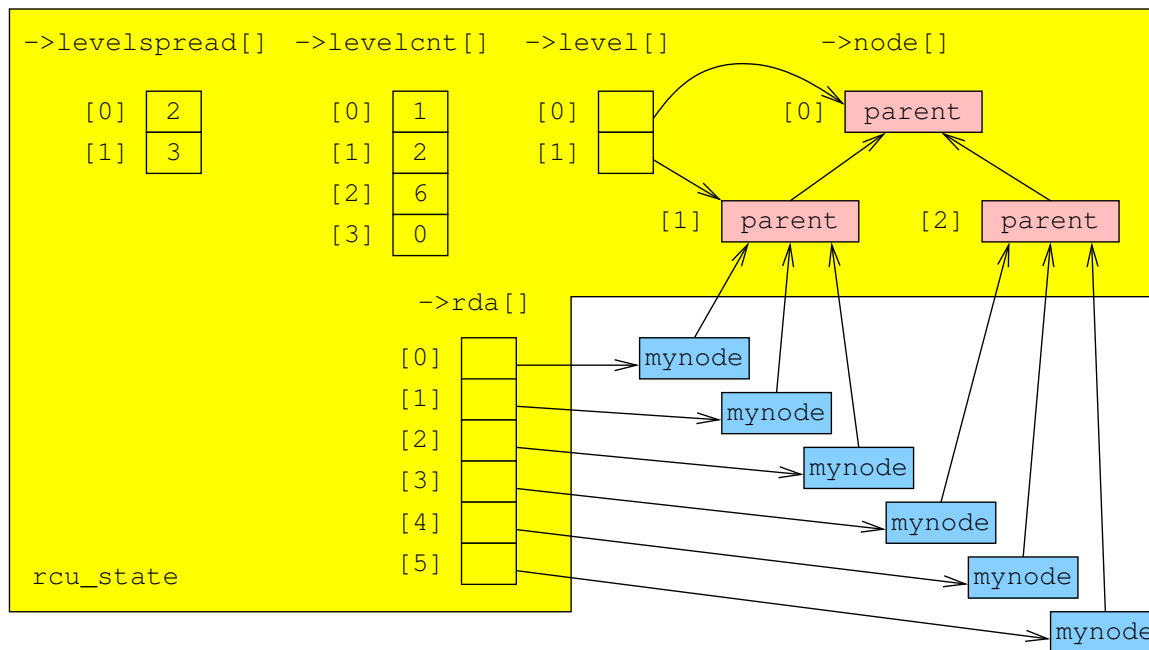 ->levelspread[] ->levelcnt[] ->level[] ->node[]
[0] 2 [0] 1 [0] [0] parent
[1] 3 [1] 2 [1]
[2] 6
[1] parent [2] parent
[3] 0
->rda[]
[0] mynode
[1] mynode
[2] mynode
[3] mynode
[4] mynode
[5] mynode
rcu_state